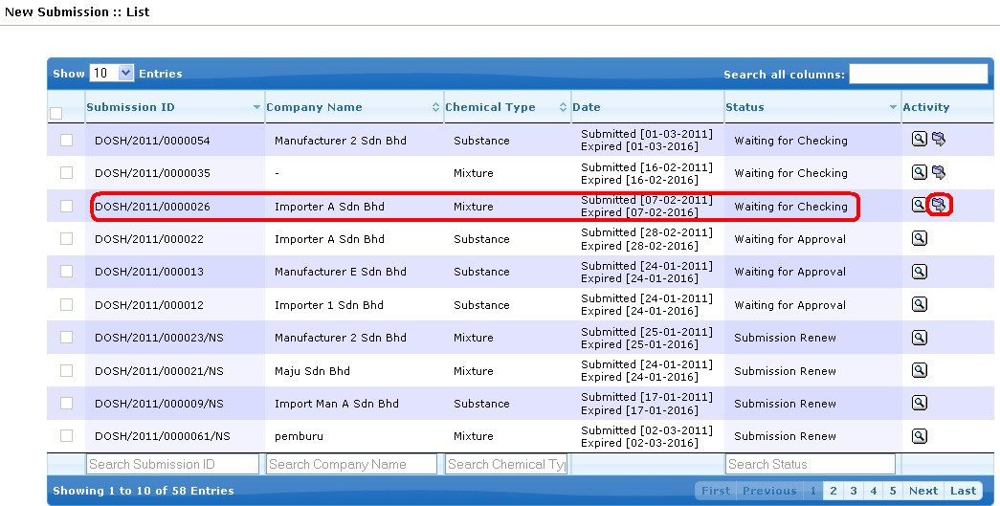 New Submission :: List
Show 10 Entries Search all columns:
Submission ID Company Name Chemical Type Date Status Activity
DOSH/2011/0000054 Manufacturer 2 Sdn Bhd Substance Submitted [01-03-2011] Waiting for Checking
Expired [01-03-2016]
DOSH/2011/0000035 - Mixture Submitted [16-02-2011] Waiting for Checking
Expired [16-02-2016]
DOSH/2011/0000026 Importer A Sdn Bhd Mixture Submitted [07-02-2011] Waiting for Checking
Expired [07-02-2016]
DOSH/2011/000022 Importer A Sdn Bhd Substance Submitted [28-02-2011] Waiting for Approval
Expired [28-02-2016]
DOSH/2011/000013 Manufacturer E Sdn Bhd Substance Submitted [24-01-2011] Waiting for Approval
Expired [24-01-2016]
DOSH/2011/000012 Importer 1 Sdn Bhd Substance Submitted [24-01-2011] Waiting for Approval
Expired [24-01-2016]
DOSH/2011/000023/NS Manufacturer 2 Sdn Bhd Mixture Submitted [25-01-2011] Submission Renew
Expired [25-01-2016]
DOSH/2011/000021/NS Maju Sdn Bhd Mixture Submitted [24-01-2011] Submission Renew
Expired [24-01-2016]
DOSH/2011/000009/NS Import Man A Sdn Bhd Substance Submitted [17-01-2011] Submission Renew
Expired [17-01-2016]
DOSH/2011/0000061/NS pemburu Mixture Submitted [02-03-2011] Submission Renew
Expired [02-03-2016]
Search Submission ID Search Company Name Search Chemical Ty Search Status
Showing 1 to 10 of 58 Entries First Previous 1 2 3 4 5 Next Last